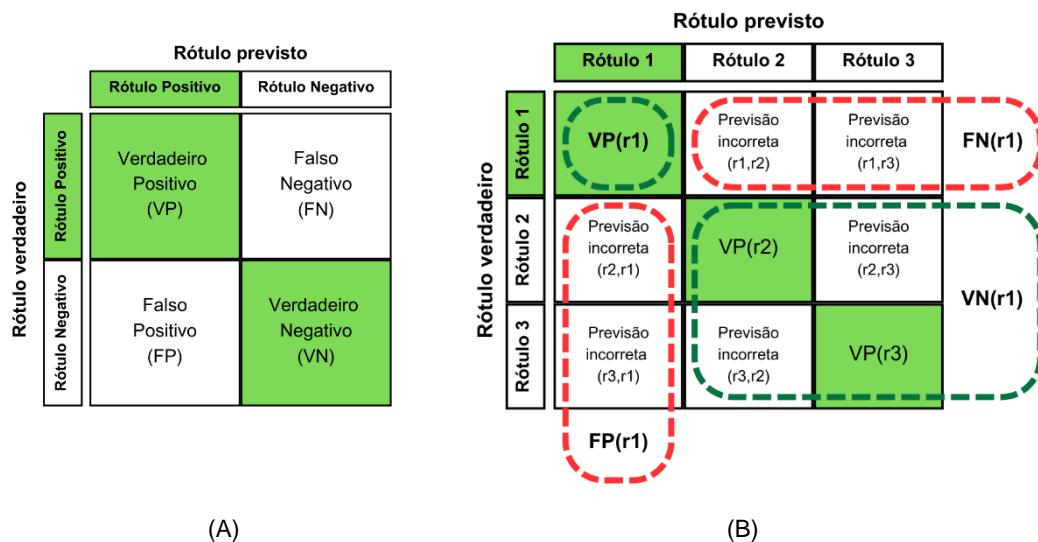 Rótulo previsto
Rótulo Positivo
Rótulo Negativo
Rótulo verdadeiro
Rótulo Positivo
Verdadeiro
Positivo
(VP)
Falso
Negativo
(FN)
Rótulo Negativo
Falso
Positivo
(FP)
Verdadeiro
Negativo
(VN)
(A)
Rótulo previsto
Rótulo 1
Rótulo 2
Rótulo 3
Rótulo verdadeiro
Rótulo 1
VP(r1)
Previsão
incorreta
(r1,r2)
Previsão
incorreta
(r1,r3)
FN(r1)
Rótulo 2
Previsão
incorreta
(r2,r1)
VP(r2)
Previsão
incorreta
(r2,r3)
VN(r1)
Rótulo 3
Previsão
incorreta
(r3,r1)
Previsão
incorreta
(r3,r2)
VP(r3)
FP(r1)
(B)